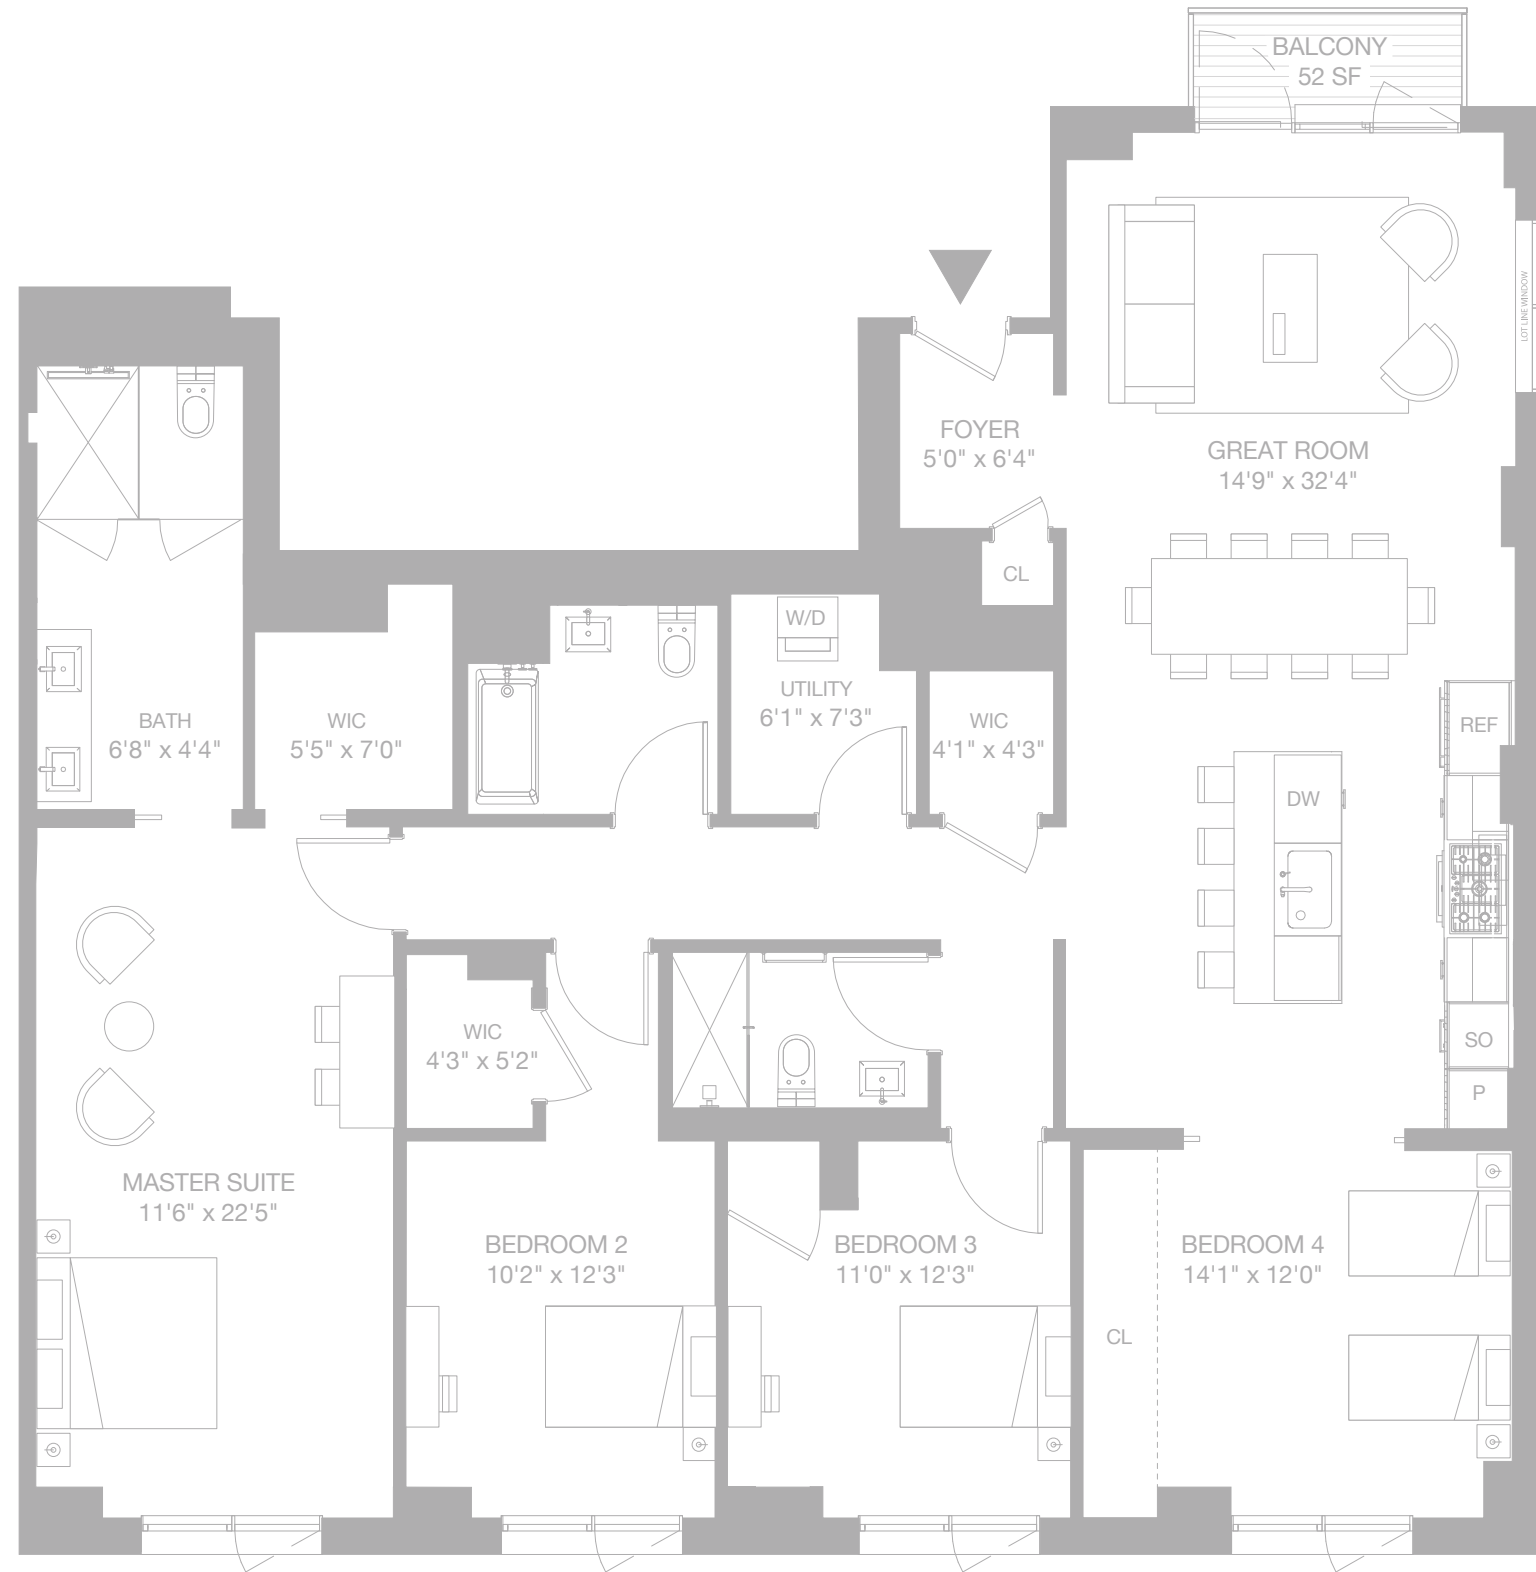 BALCONY
52 SF
LOT LINE WINDOW
FOYER
5'0" x 6'4"
GREAT ROOM
14'9" x 32'4"
CL
W/D
UTILITY
6'1" x 7'3"
BATH
6'8" x 4'4"
WIC
5'5" x 7'0"
WIC
4'1" x 4'3"
REF
DW
WIC
4'3" x 5'2"
SO
P
MASTER SUITE
11'6" x 22'5"
BEDROOM 2
10'2" x 12'3"
BEDROOM 3
11'0" x 12'3"
BEDROOM 4
14'1" x 12'0"
CL